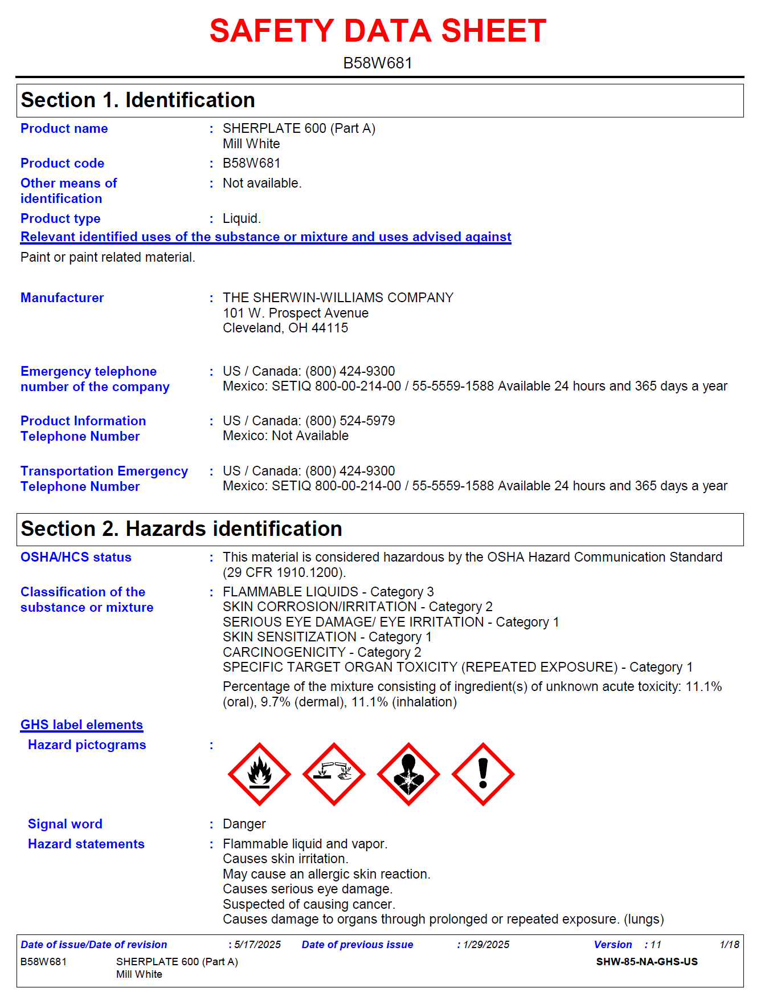 SAFETY DATA SHEET
B58W681
Section 1. Identification
Product name : SHERPLATE 600 (Part A)
Mill White
Product code : B58W681
Other means of : Not available.
identification
Product type : Liquid.
Relevant identified uses of the substance or mixture and uses advised against
Paint or paint related material.
Manufacturer : THE SHERWIN-WILLIAMS COMPANY
101 W. Prospect Avenue
Cleveland, OH 44115
Emergency telephone : US / Canada: (800) 424-9300
number of the company Mexico: SETIQ 800-00-214-00 / 55-5559-1588 Available 24 hours and 365 days a year
Product Information : US / Canada: (800) 524-5979
Telephone Number Mexico: Not Available
Transportation Emergency : US / Canada: (800) 424-9300
Telephone Number Mexico: SETIQ 800-00-214-00 / 55-5559-1588 Available 24 hours and 365 days a year
Section 2. Hazards identification
OSHA/HCS status : This material is considered hazardous by the OSHA Hazard Communication Standard
(29 CFR 1910.1200).
Classification of the : FLAMMABLE LIQUIDS - Category 3
substance or mixture SKIN CORROSION/IRRITATION - Category 2
SERIOUS EYE DAMAGE/ EYE IRRITATION - Category 1
SKIN SENSITIZATION - Category 1
CARCINOGENICITY - Category 2
SPECIFIC TARGET ORGAN TOXICITY (REPEATED EXPOSURE) - Category 1
Percentage of the mixture consisting of ingredient(s) of unknown acute toxicity: 11.1%
(oral), 9.7% (dermal), 11.1% (inhalation)
GHS label elements
Hazard pictograms :
Signal word : Danger
Hazard statements : Flammable liquid and vapor.
Causes skin irritation.
May cause an allergic skin reaction.
Causes serious eye damage.
Suspected of causing cancer.
Causes damage to organs through prolonged or repeated exposure. (lungs)
Date of issue/Date of revision : 5/17/2025 Date of previous issue : 1/29/2025 Version : 11 1/18
B58W681 SHERPLATE 600 (Part A) SHW-85-NA-GHS-US
Mill White